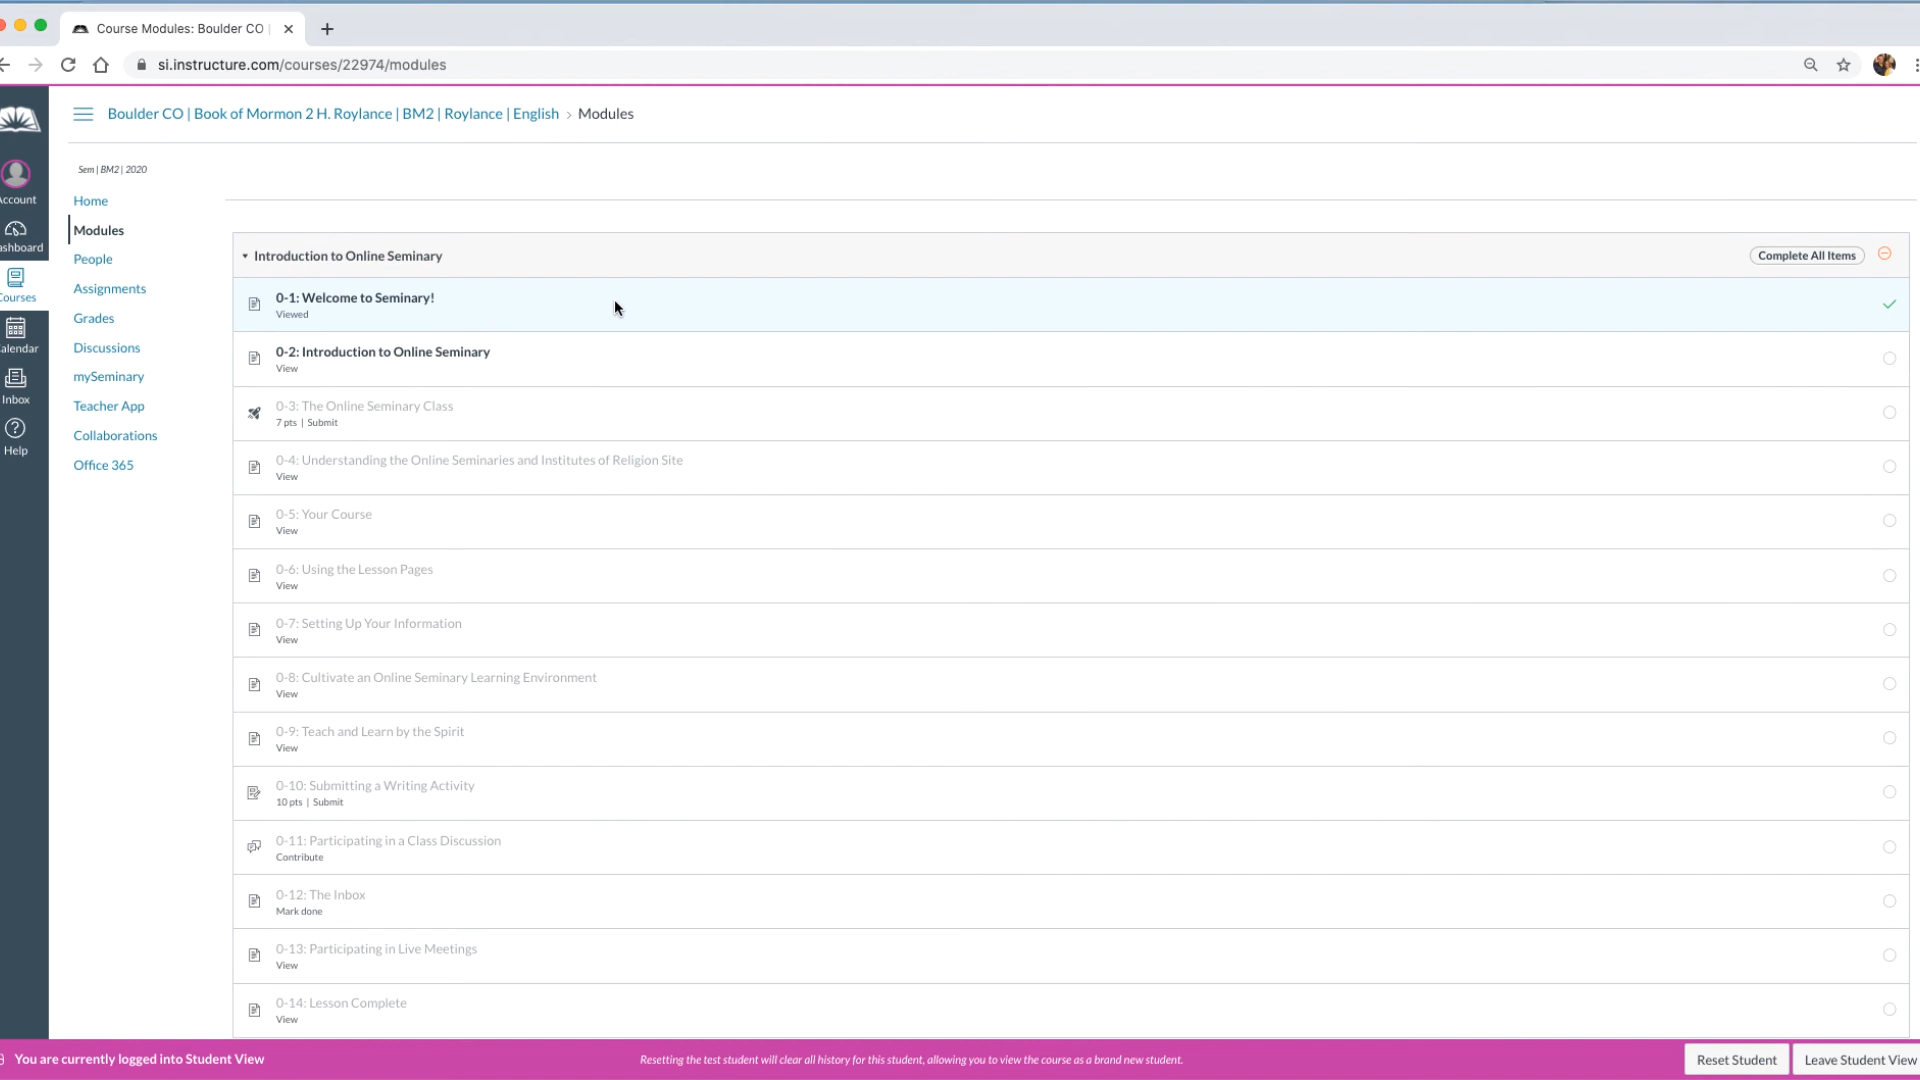 Course Modules: Boulder CO |
si.instructure.com/courses/22974/modules
Boulder CO | Book of Mormon 2 H. Roylance | BM2 | Roylance | English › Modules
Sem | BM2 | 2020
Account
ashboard
Courses
alendar
Inbox
Help
Home
Modules
People
Assignments
Grades
Discussions
mySeminary
Teacher App
Collaborations
Office 365
Introduction to Online Seminary
Complete All Items
0-1: Welcome to Seminary!
Viewed
0-2: Introduction to Online Seminary
View
0-3: The Online Seminary Class
7 pts | Submit
0-4: Understanding the Online Seminaries and Institutes of Religion Site
View
0-5: Your Course
View
0-6: Using the Lesson Pages
View
0-7: Setting Up Your Information
View
0-8: Cultivate an Online Seminary Learning Environment
View
0-9: Teach and Learn by the Spirit
View
0-10: Submitting a Writing Activity
10 pts | Submit
0-11: Participating in a Class Discussion
Contribute
0-12: The Inbox
Mark done
0-13: Participating in Live Meetings
View
0-14: Lesson Complete
View
You are currently logged into Student View
Resetting the test student will clear all history for this student, allowing you to view the course as a brand new student.
Reset Student
Leave Student View